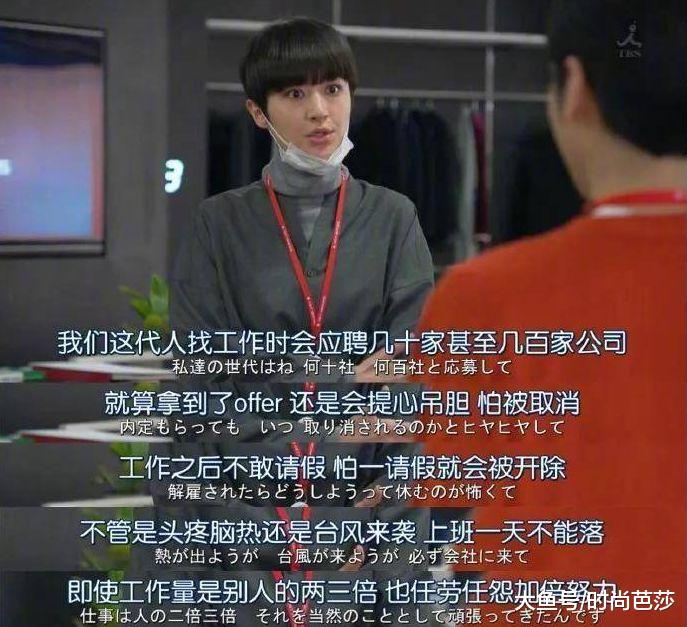 TBS
3
我们这代人找工作时会应聘几十家甚至几百家公司
私達の世代はね 何十社 何百社と応募して
就算拿到了offer 还是会提心吊胆 怕被取消
内定もらっても いつ 取り消されるのかとヒヤヒヤして
工作之后不敢请假 怕一请假就会被开除
解雇されたらどうしようって休むのが怖くて
不管是头疼脑热还是台风来袭 上班一天不能落
熱が出ようが 台風が来ようが 必ず会社に来て
即使工作量是别人的两三倍 也任劳任怨加倍努力
仕事は人の二倍三倍 それを当然のこととして頑張ってきたんです
大鱼号/时尚芭莎